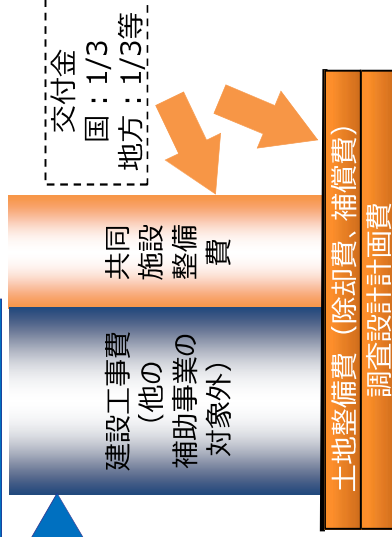 交付金
国：1/3
地方：1/3等
共同
施設
整備
費
建設工事費
（他の
補助事業の
対象外）
土地整備費（除却費、補償費）
調査設計計画費